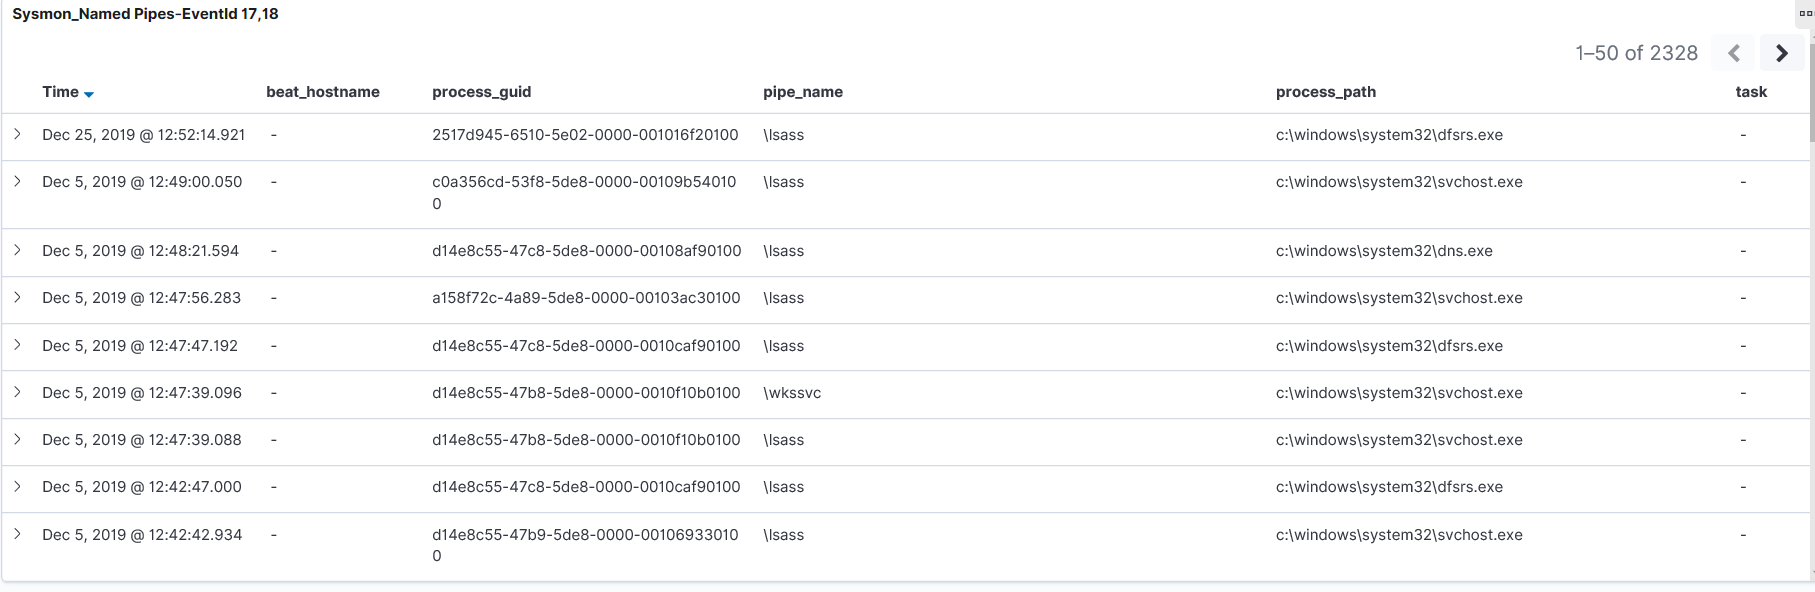 Sysmon_Named Pipes-EventId 17,18
1–50 of 2328
Time beat_hostname process_guid pipe_name process_path task
Dec 25, 2019 @ 12:52:14.921 - 2517d945-6510-5e02-0000-001016f20100 \lsass c:\windows\system32\dfsrs.exe -
Dec 5, 2019 @ 12:49:00.050 - c0a356cd-53f8-5de8-0000-00109b54010 \lsass c:\windows\system32\svchost.exe -
0
Dec 5, 2019 @ 12:48:21.594 - d14e8c55-47c8-5de8-0000-00108af90100 \lsass c:\windows\system32\dns.exe -
Dec 5, 2019 @ 12:47:56.283 - a158f72c-4a89-5de8-0000-00103ac30100 \lsass c:\windows\system32\svchost.exe -
Dec 5, 2019 @ 12:47:47.192 - d14e8c55-47c8-5de8-0000-0010caf90100 \lsass c:\windows\system32\dfsrs.exe -
Dec 5, 2019 @ 12:47:39.096 - d14e8c55-47b8-5de8-0000-0010f10b0100 \wkssvc c:\windows\system32\svchost.exe -
Dec 5, 2019 @ 12:47:39.088 - d14e8c55-47b8-5de8-0000-0010f10b0100 \lsass c:\windows\system32\svchost.exe -
Dec 5, 2019 @ 12:42:47.000 - d14e8c55-47c8-5de8-0000-0010caf90100 \lsass c:\windows\system32\dfsrs.exe -
Dec 5, 2019 @ 12:42:42.934 - d14e8c55-47b9-5de8-0000-00106933010 \lsass c:\windows\system32\svchost.exe -
0